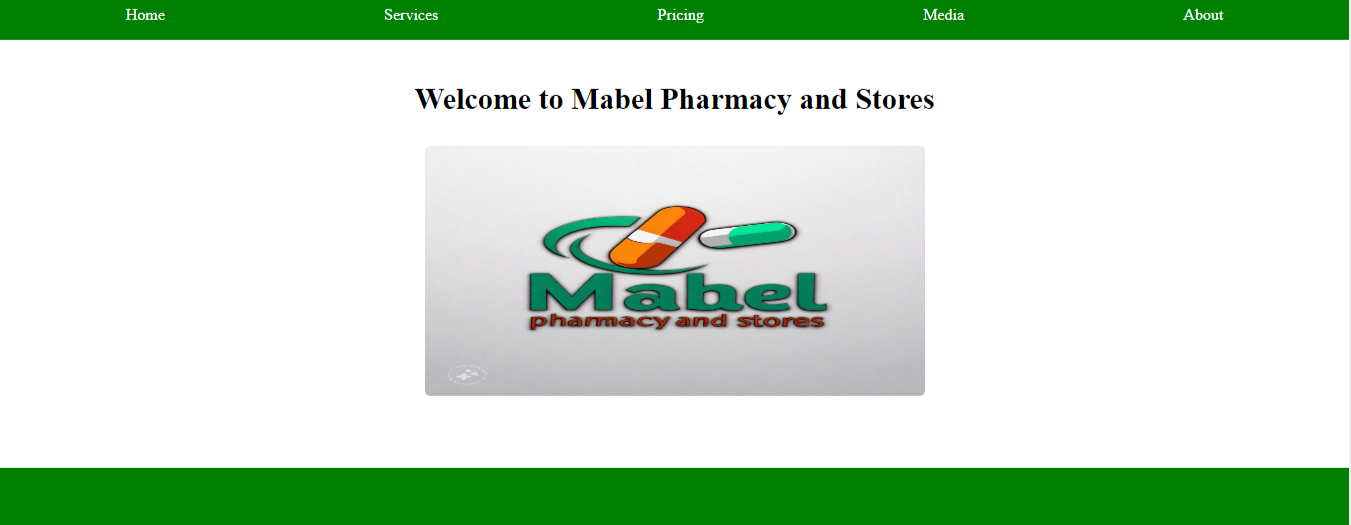 Home Services Pricing Media About
Welcome to Mabel Pharmacy and Stores
Mabel
pharmacy and stores